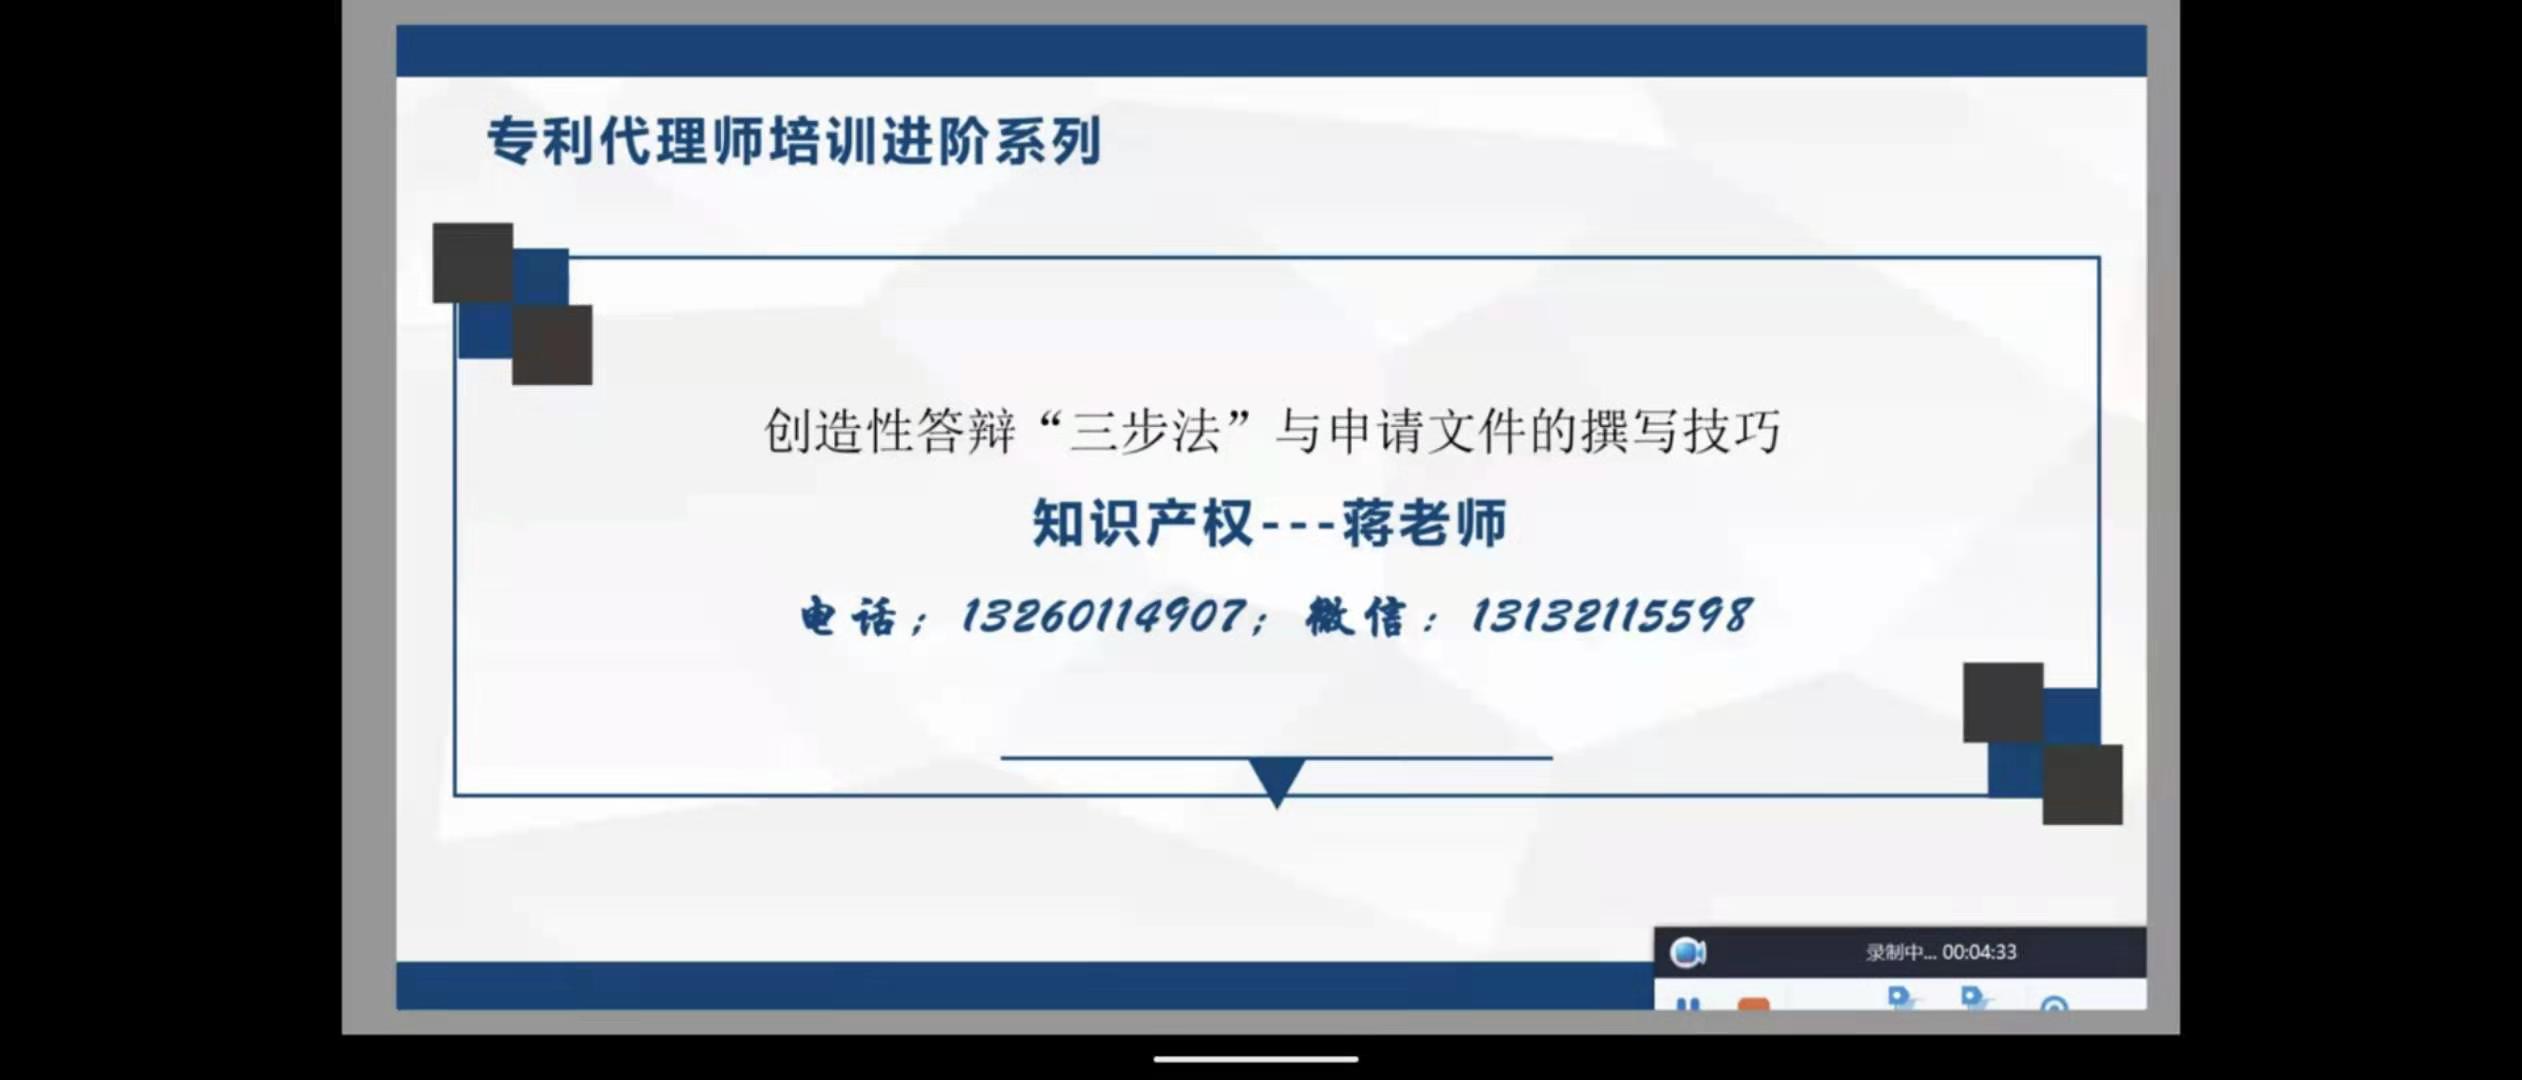 专利代理师培训进阶系列
创造性答辩“三步法”与申请文件的撰写技巧
知识产权---蒋老师
电话；13260114907；微信：13132115598
录制中... 00:04:33